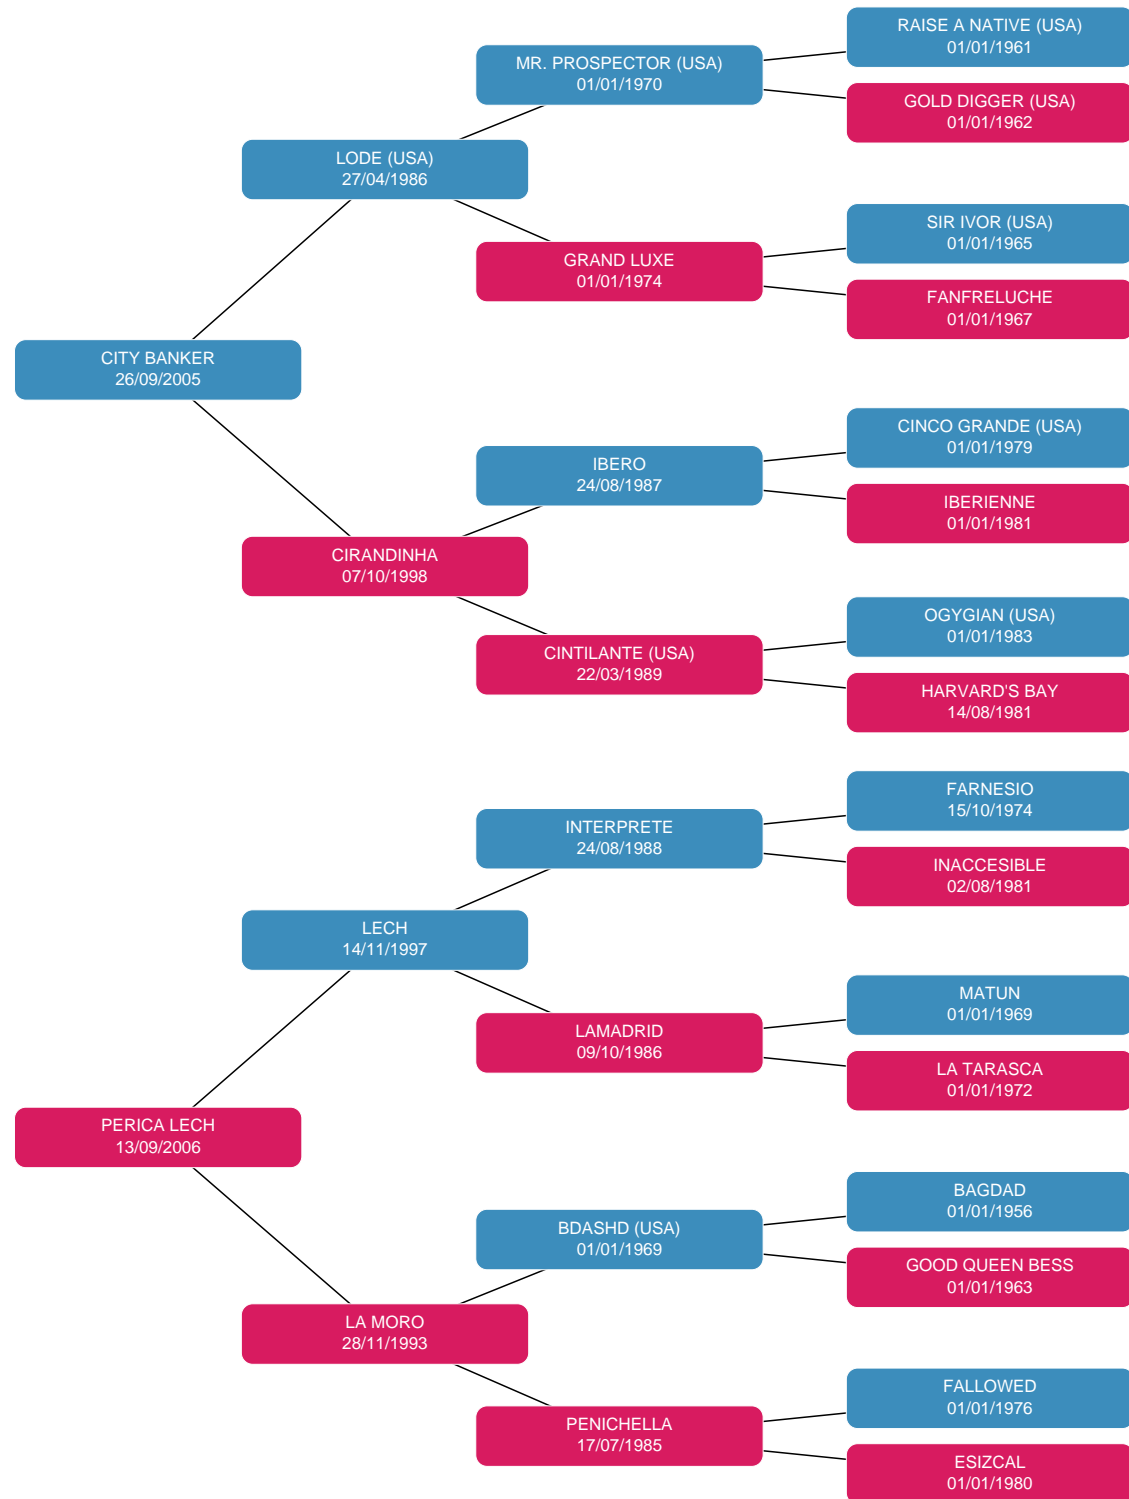 RAISE A NATIVE (USA)
01/01/1961
MR. PROSPECTOR (USA)
01/01/1970
GOLD DIGGER (USA)
01/01/1962
LODE (USA)
27/04/1986
SIR IVOR (USA)
01/01/1965
GRAND LUXE
01/01/1974
FANFRELUCHE
01/01/1967
CITY BANKER
26/09/2005
CINCO GRANDE (USA)
01/01/1979
IBERO
24/08/1987
IBERIENNE
01/01/1981
CIRANDINHA
07/10/1998
OGYGIAN (USA)
01/01/1983
CINTILANTE (USA)
22/03/1989
HARVARD'S BAY
14/08/1981
FARNESIO
15/10/1974
INTERPRETE
24/08/1988
INACCESIBLE
02/08/1981
LECH
14/11/1997
MATUN
01/01/1969
LAMADRID
09/10/1986
LA TARASCA
01/01/1972
PERICA LECH
13/09/2006
BAGDAD
01/01/1956
BDASHD (USA)
01/01/1969
GOOD QUEEN BESS
01/01/1963
LA MORO
28/11/1993
FALLOWED
01/01/1976
PENICHELLA
17/07/1985
ESIZCAL
01/01/1980